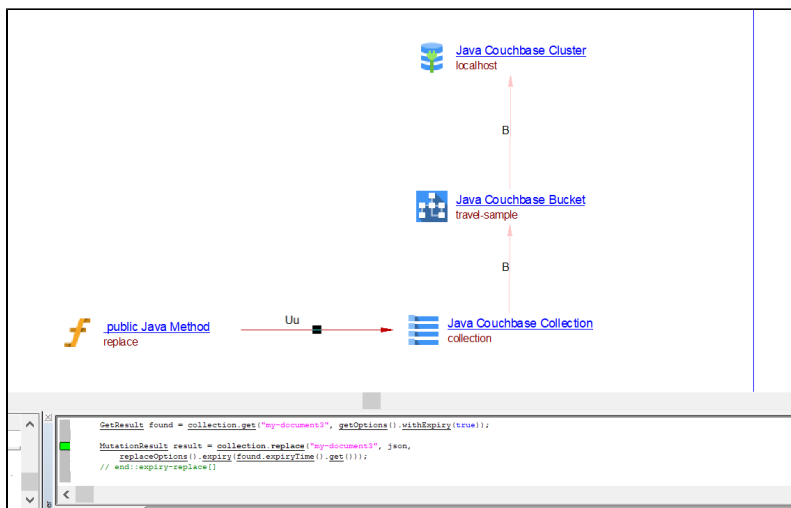 Java Couchbase Cluster
localhost
B
Java Couchbase Bucket
travel-sample
B
Uu
public Java Method
replace
Java Couchbase Collection
collection
GetResult found = collection.get("my-document3", getOptions().withExpiry(true));
MutationResult result = collection.replace("my-document3", json,
replaceOptions().expiry(found.expiryTime().get()));
// end::expiry-replace[]